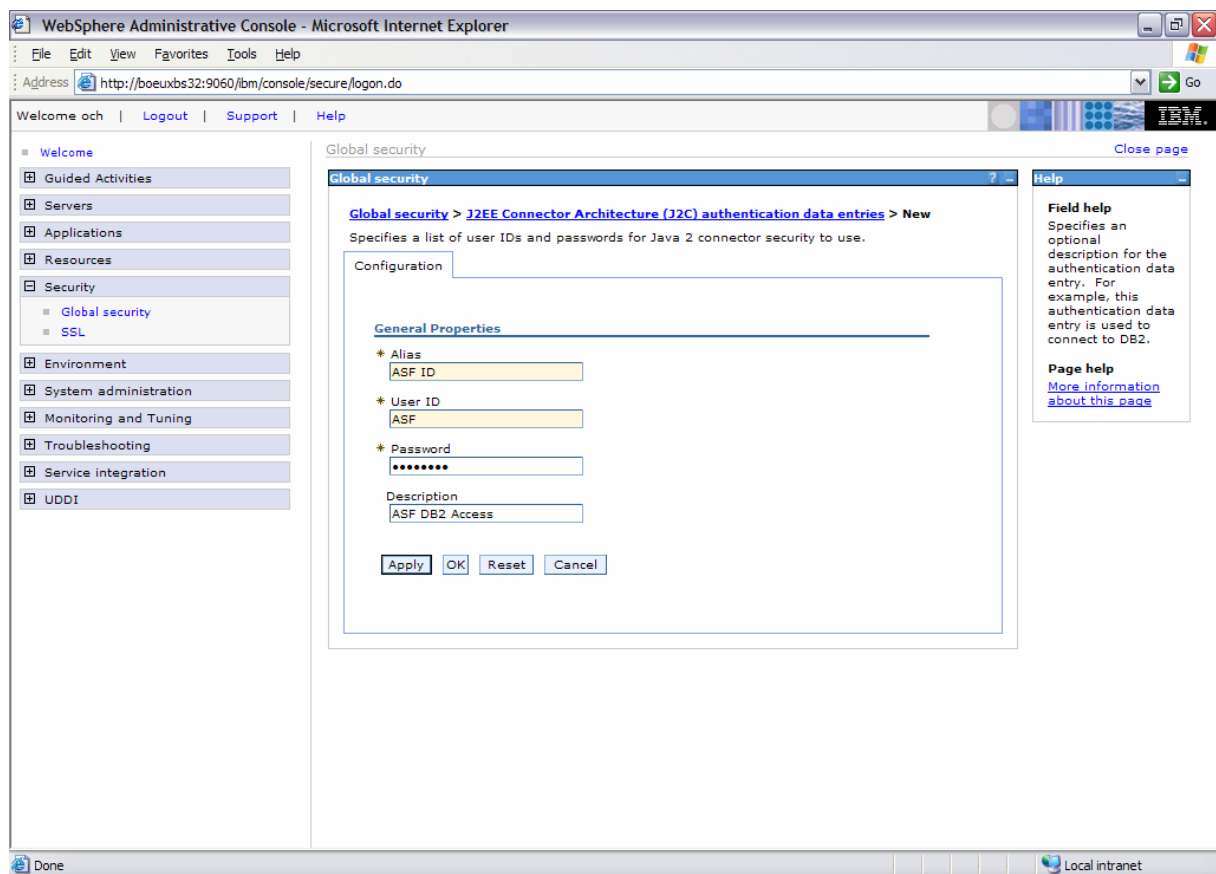 WebSphere Administrative Console - Microsoft Internet Explorer
File Edit View Favorites Tools Help
Address http://boeuxbs32:9060/ibm/console/secure/logon.do Go
Welcome och | Logout | Support | Help IBM.
Welcome
Guided Activities
Servers
Applications
Resources
Security
Global security
SSL
Environment
System administration
Monitoring and Tuning
Troubleshooting
Service integration
UDDI
Global security Close page
Global security ? –
Global security > J2EE Connector Architecture (J2C) authentication data entries > New
Specifies a list of user IDs and passwords for Java 2 connector security to use.
Configuration
General Properties
* Alias
ASF ID
* User ID
ASF
* Password
••••••••
Description
ASF DB2 Access
Apply OK Reset Cancel
Help –
Field help
Specifies an
optional
description for the
authentication data
entry. For
example, this
authentication data
entry is used to
connect to DB2.
Page help
More information
about this page
Done Local intranet